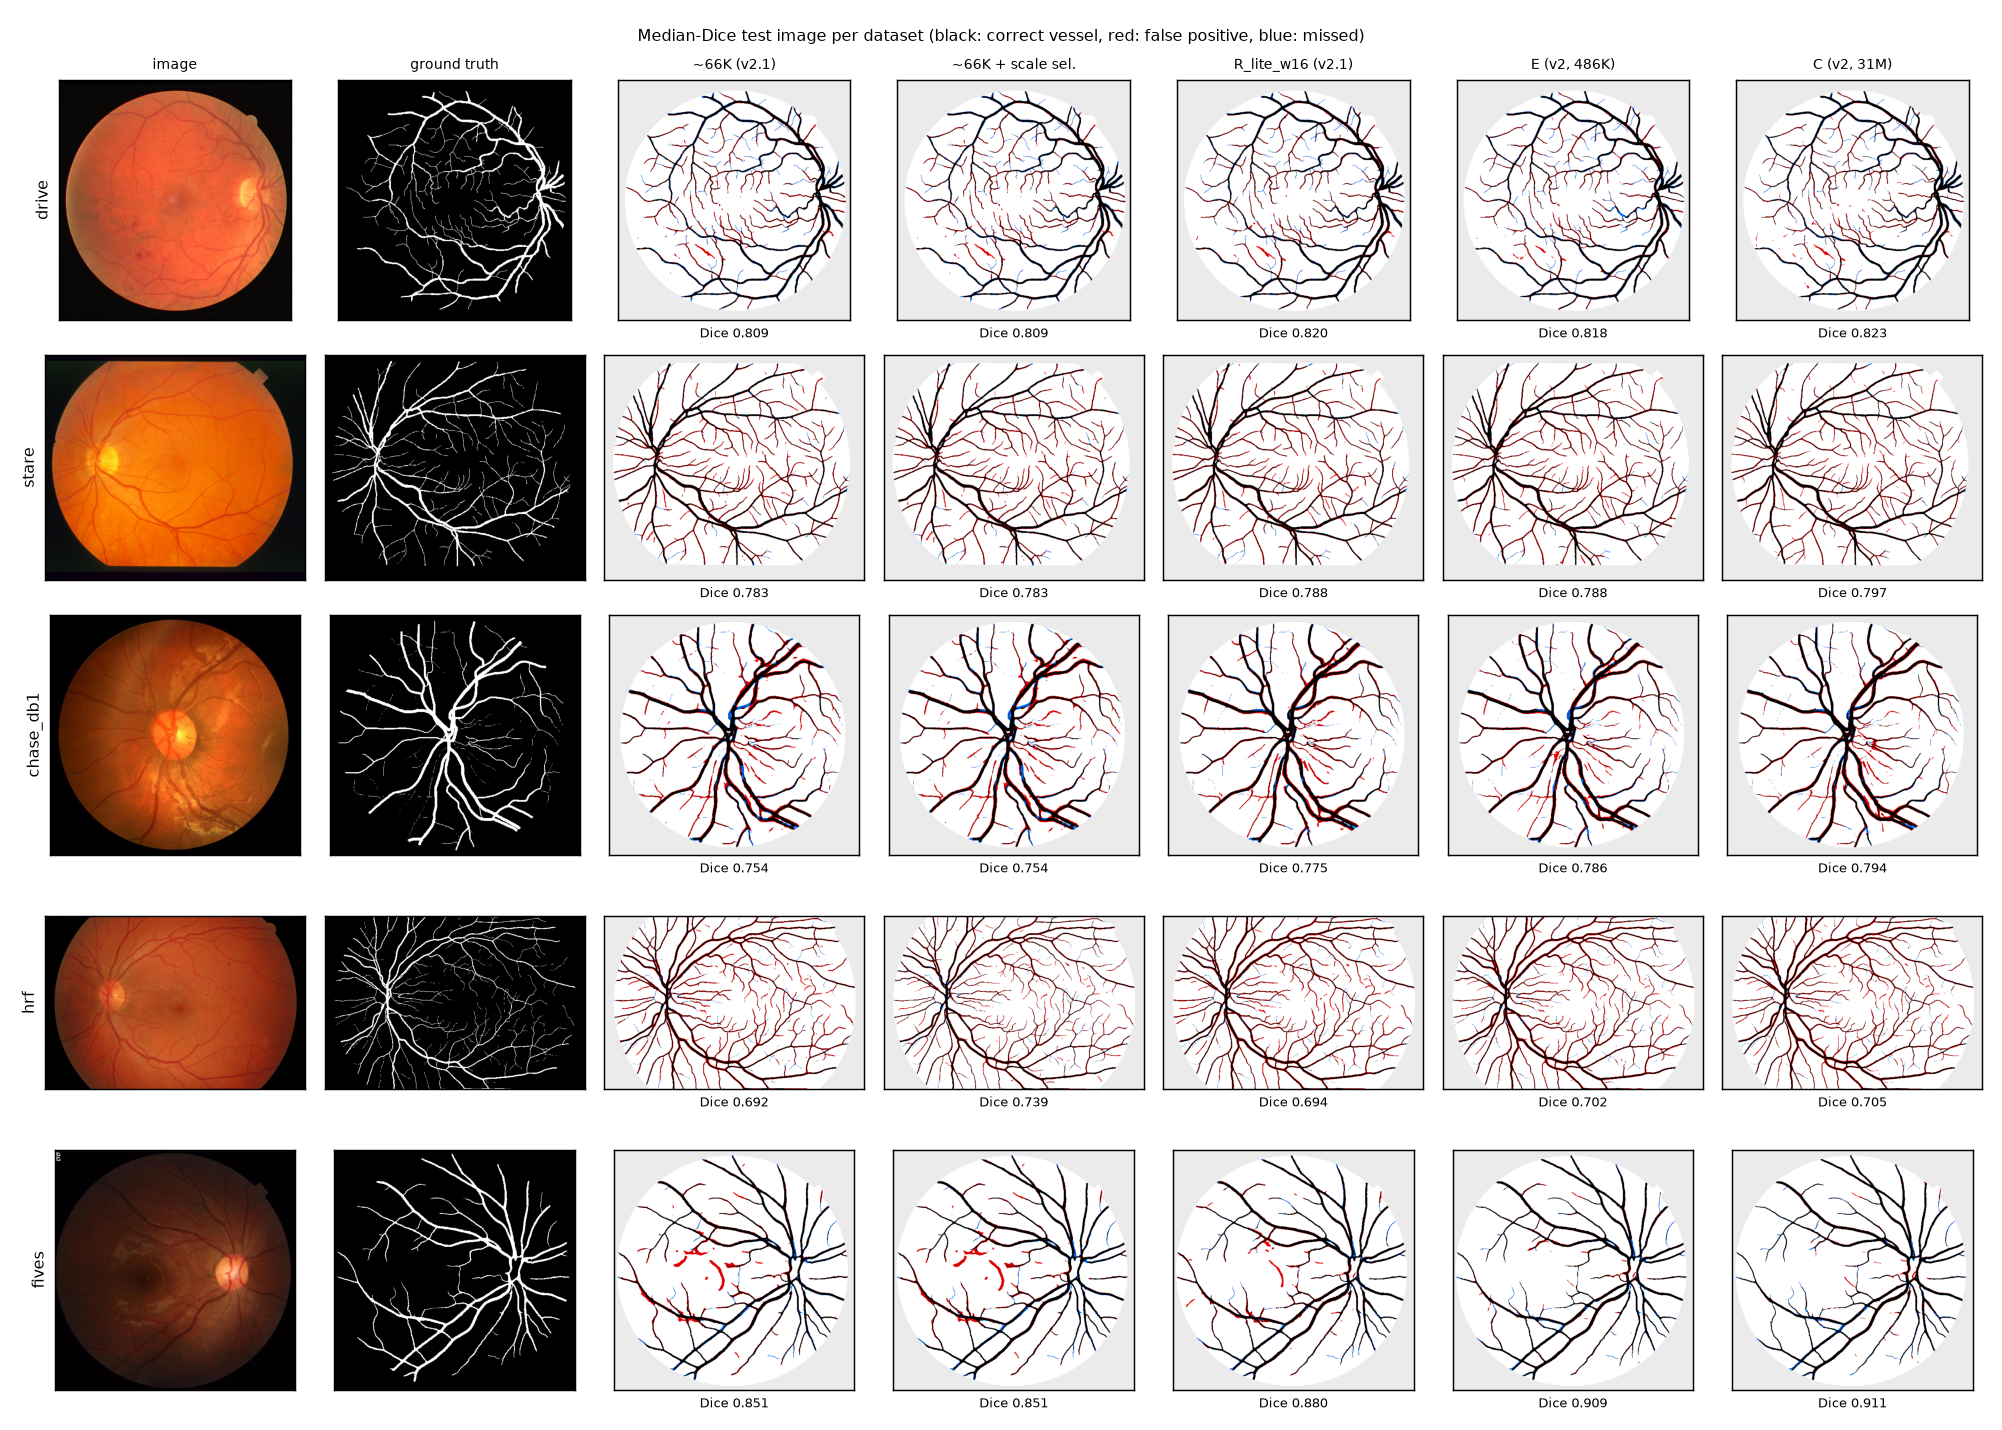 Median-Dice test image per dataset (black: correct vessel, red: false positive, blue: missed)
image ground truth ~66K (v2.1) ~66K + scale sel. R_lite_w16 (v2.1) E (v2, 486K) C (v2, 31M)
drive
Dice 0.809 Dice 0.809 Dice 0.820 Dice 0.818 Dice 0.823
stare
Dice 0.783 Dice 0.783 Dice 0.788 Dice 0.788 Dice 0.797
chase_db1
Dice 0.754 Dice 0.754 Dice 0.775 Dice 0.786 Dice 0.794
hrf
Dice 0.692 Dice 0.739 Dice 0.694 Dice 0.702 Dice 0.705
fives
Dice 0.851 Dice 0.851 Dice 0.880 Dice 0.909 Dice 0.911